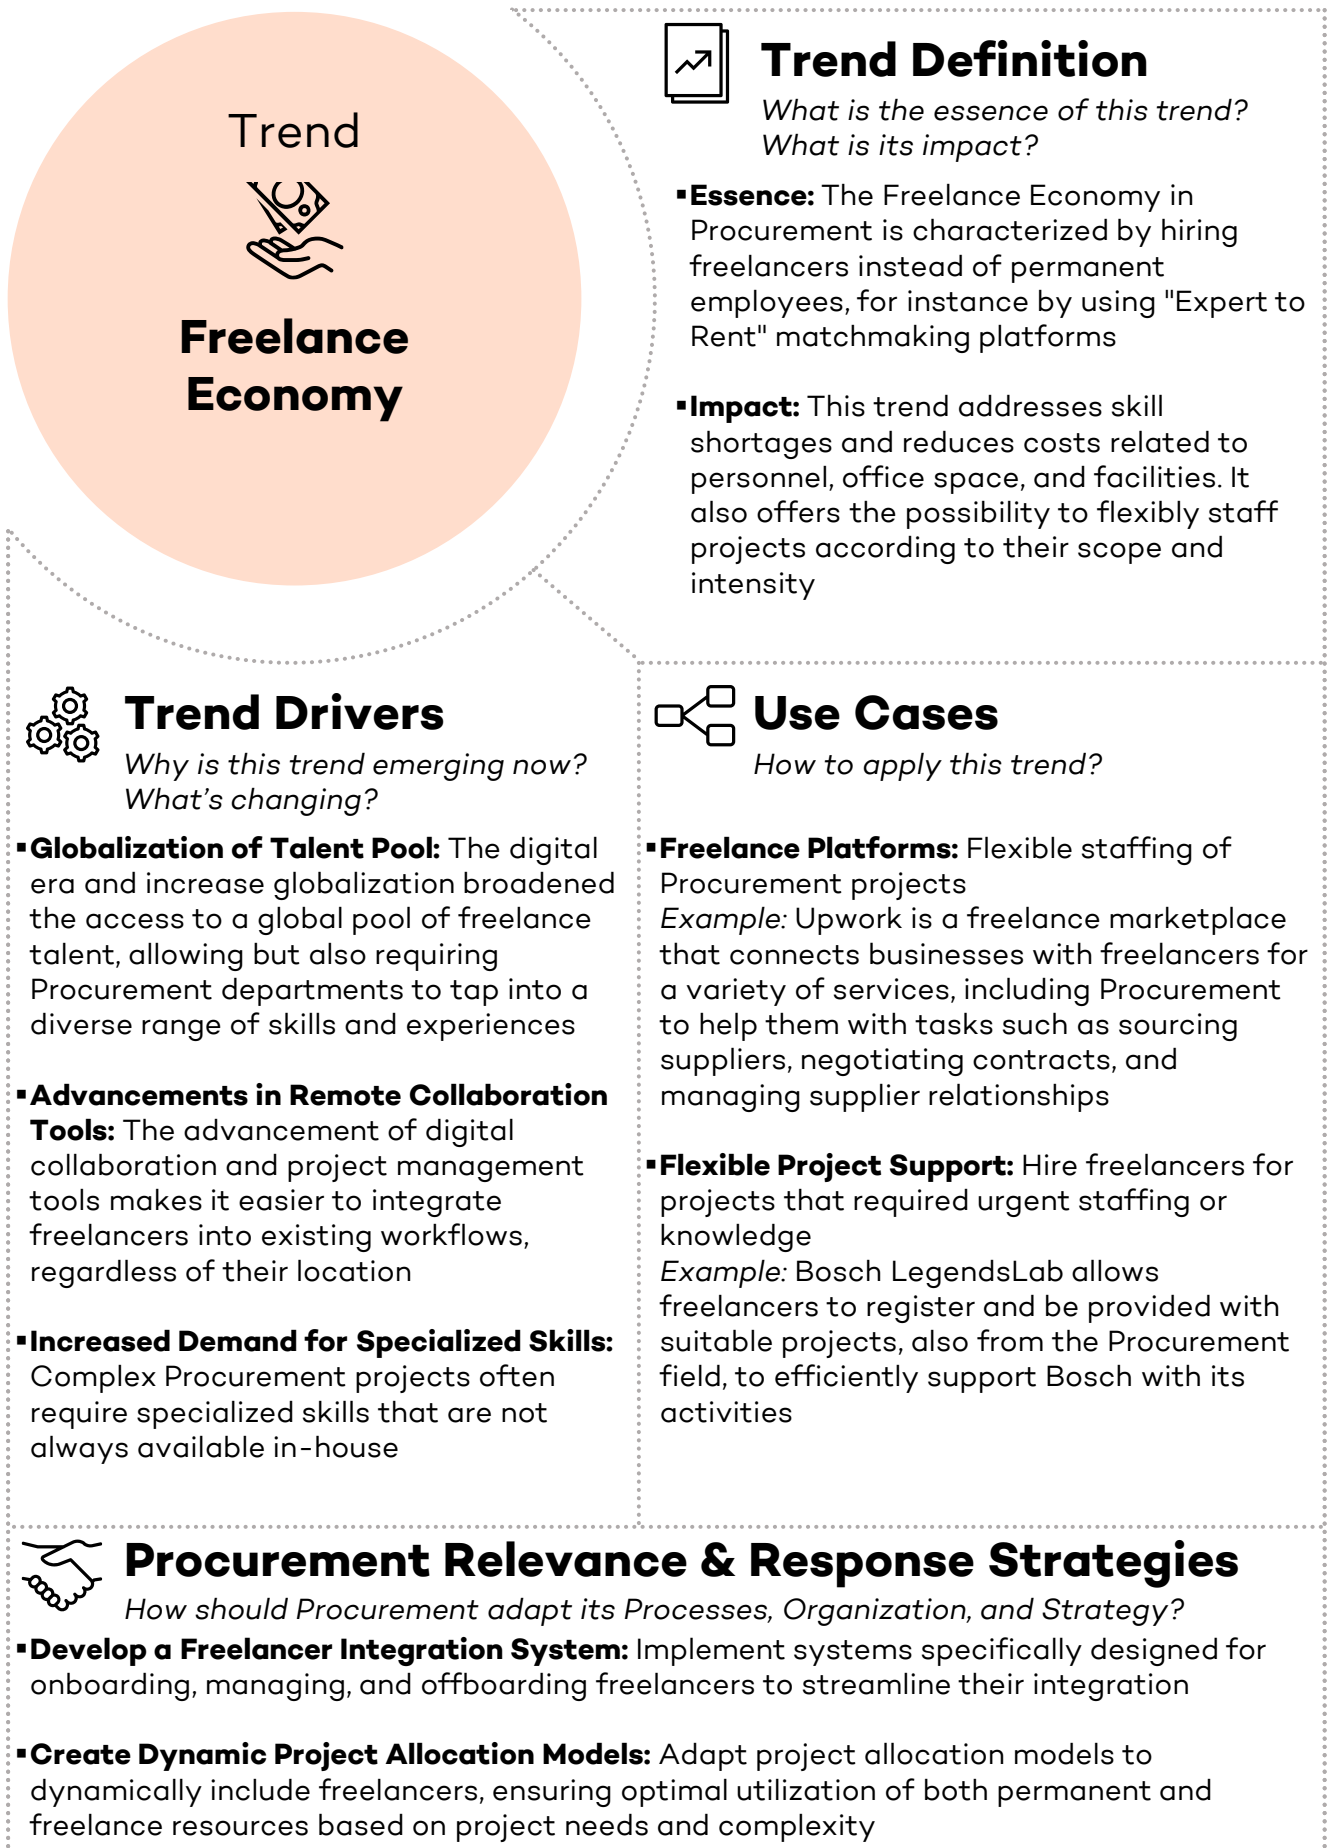 Trend
Freelance
Economy
Trend Definition
What is the essence of this trend?
What is its impact?
▪Essence: The Freelance Economy in
Procurement is characterized by hiring
freelancers instead of permanent
employees, for instance by using "Expert to
Rent" matchmaking platforms
▪Impact: This trend addresses skill
shortages and reduces costs related to
personnel, office space, and facilities. It
also offers the possibility to flexibly staff
projects according to their scope and
intensity
Trend Drivers
Why is this trend emerging now?
What’s changing?
▪Globalization of Talent Pool: The digital
era and increase globalization broadened
the access to a global pool of freelance
talent, allowing but also requiring
Procurement departments to tap into a
diverse range of skills and experiences
▪Advancements in Remote Collaboration
Tools: The advancement of digital
collaboration and project management
tools makes it easier to integrate
freelancers into existing workflows,
regardless of their location
▪Increased Demand for Specialized Skills:
Complex Procurement projects often
require specialized skills that are not
always available in-house
Use Cases
How to apply this trend?
▪Freelance Platforms: Flexible staffing of
Procurement projects
Example: Upwork is a freelance marketplace
that connects businesses with freelancers for
a variety of services, including Procurement
to help them with tasks such as sourcing
suppliers, negotiating contracts, and
managing supplier relationships
▪Flexible Project Support: Hire freelancers for
projects that required urgent staffing or
knowledge
Example: Bosch LegendsLab allows
freelancers to register and be provided with
suitable projects, also from the Procurement
field, to efficiently support Bosch with its
activities
Procurement Relevance & Response Strategies
How should Procurement adapt its Processes, Organization, and Strategy?
▪Develop a Freelancer Integration System: Implement systems specifically designed for
onboarding, managing, and offboarding freelancers to streamline their integration
▪Create Dynamic Project Allocation Models: Adapt project allocation models to
dynamically include freelancers, ensuring optimal utilization of both permanent and
freelance resources based on project needs and complexity